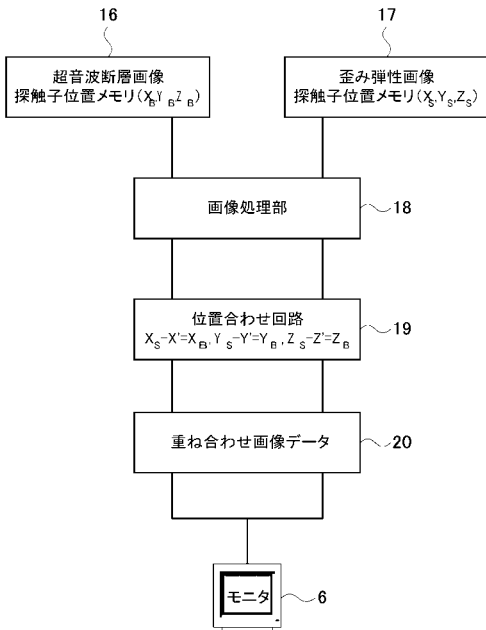 16
17
超音波断層画像
探触子位置メモリ(XB,YB,ZB)
歪み弾性画像
探触子位置メモリ(XS,YS,ZS)
画像処理部
18
位置合わせ回路
XS-X'=XB,YS-Y'=YB,ZS-Z'=ZB
19
重ね合わせ画像データ
20
モニタ
6